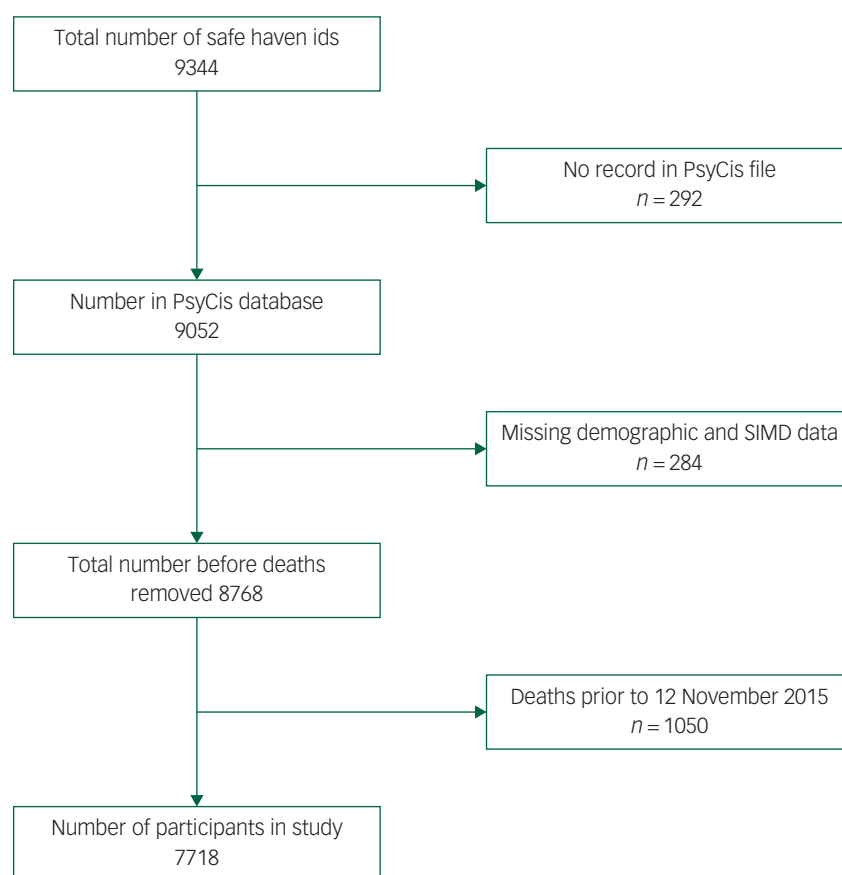 Total number of safe haven ids
9344
No record in PsyCis file
n = 292
Number in PsyCis database
9052
Missing demographic and SIMD data
n = 284
Total number before deaths
removed 8768
Deaths prior to 12 November 2015
n = 1050
Number of participants in study
7718